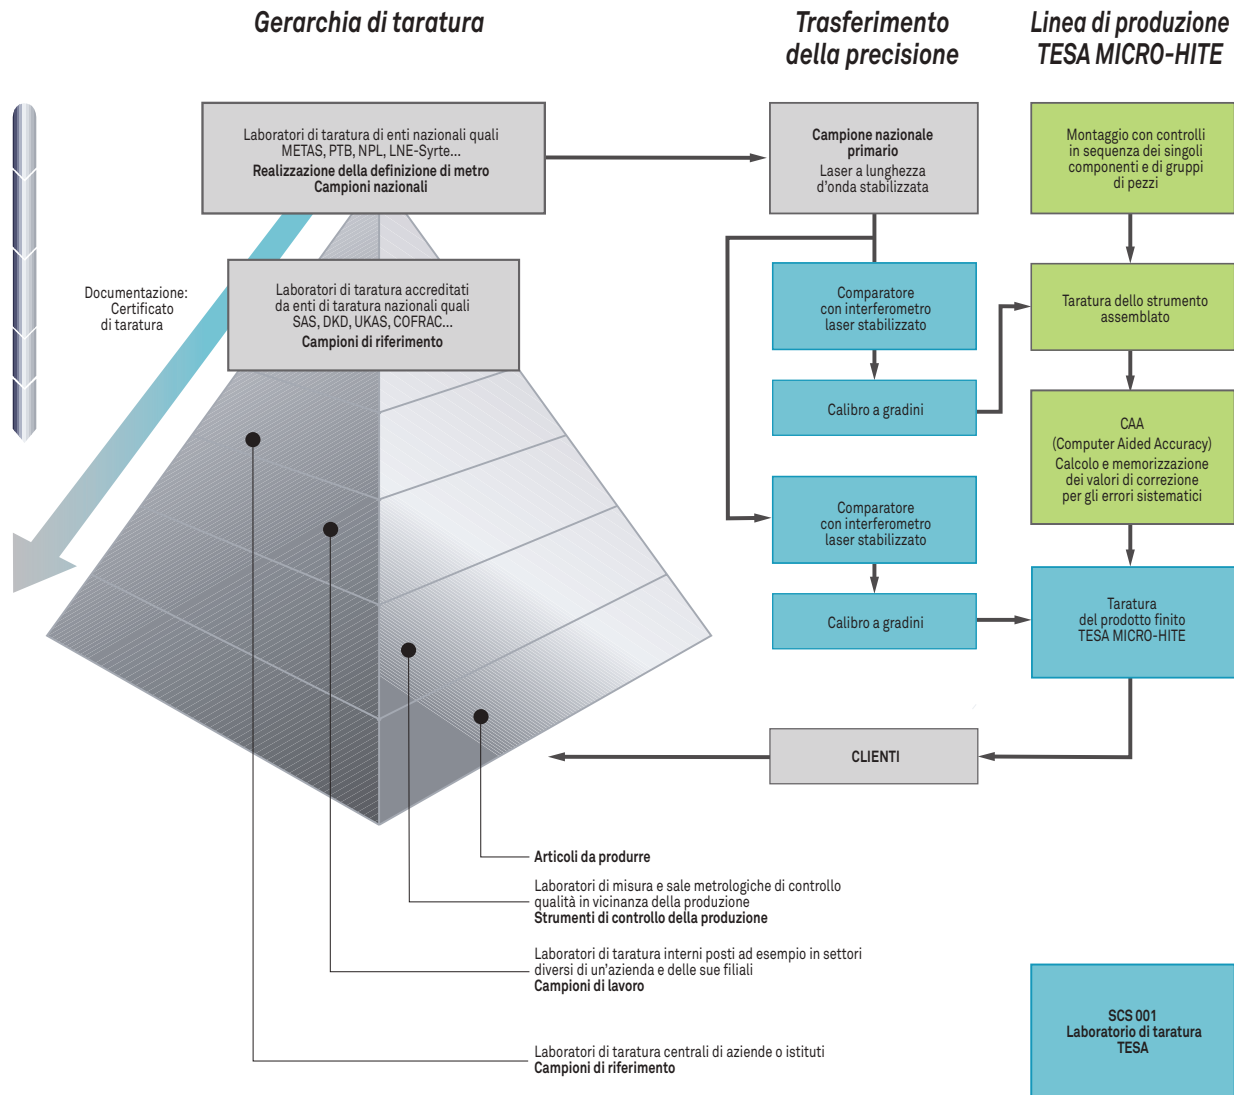 Gerarchia di taratura
Trasferimento
della precisione
Linea di produzione
TESA MICRO-HITE
Laboratori di taratura di enti nazionali quali
METAS, PTB, NPL, LNE-Syrte...
Realizzazione della definizione di metro
Campioni nazionali
Campione nazionale
primario
Laser a lunghezza
d'onda stabilizzata
Montaggio con controlli
in sequenza dei singoli
componenti e di gruppi
di pezzi
Documentazione:
Certificato
di taratura
Laboratori di taratura accreditati
da enti di taratura nazionali quali
SAS, DKD, UKAS, COFRAC...
Campioni di riferimento
Comparatore
con interferometro
laser stabilizzato
Taratura dello strumento
assemblato
Calibro a gradini
CAA
(Computer Aided Accuracy)
Calcolo e memorizzazione
dei valori di correzione
per gli errori sistematici
Comparatore
con interferometro
laser stabilizzato
Calibro a gradini
Taratura
del prodotto finito
TESA MICRO-HITE
CLIENTI
Articoli da produrre
Laboratori di misura e sale metrologiche di controllo
qualità in vicinanza della produzione
Strumenti di controllo della produzione
Laboratori di taratura interni posti ad esempio in settori
diversi di un'azienda e delle sue filiali
Campioni di lavoro
Laboratori di taratura centrali di aziende o istituti
Campioni di riferimento
SCS 001
Laboratorio di taratura
TESA